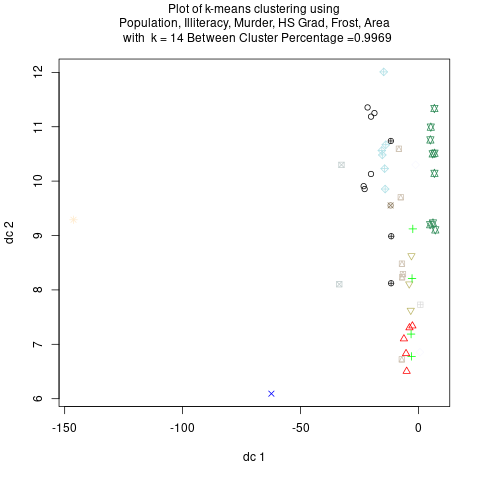 Plot of k-means clustering using
Population, Illiteracy, Murder, HS Grad, Frost, Area
with k = 14 Between Cluster Percentage =0.9969
12
11
10
9
8
7
6
dc 2
-150 -100 -50 0
dc 1